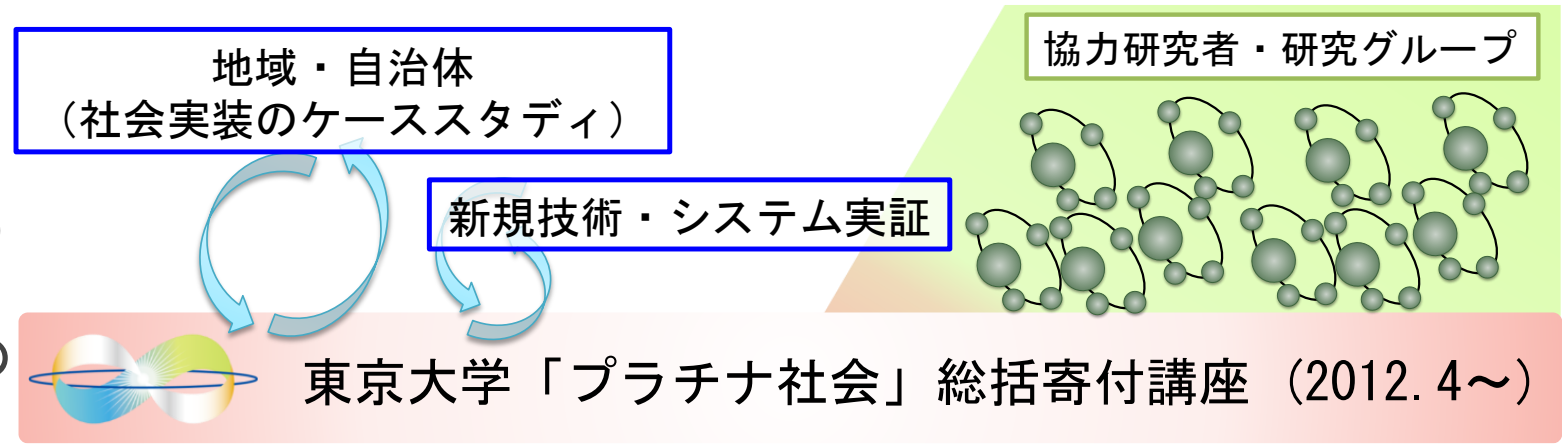 地域・自治体
（社会実装のケーススタディ）
協力研究者・研究グループ
新規技術・システム実証
東京大学「プラチナ社会」総括寄付講座（2012.4～）